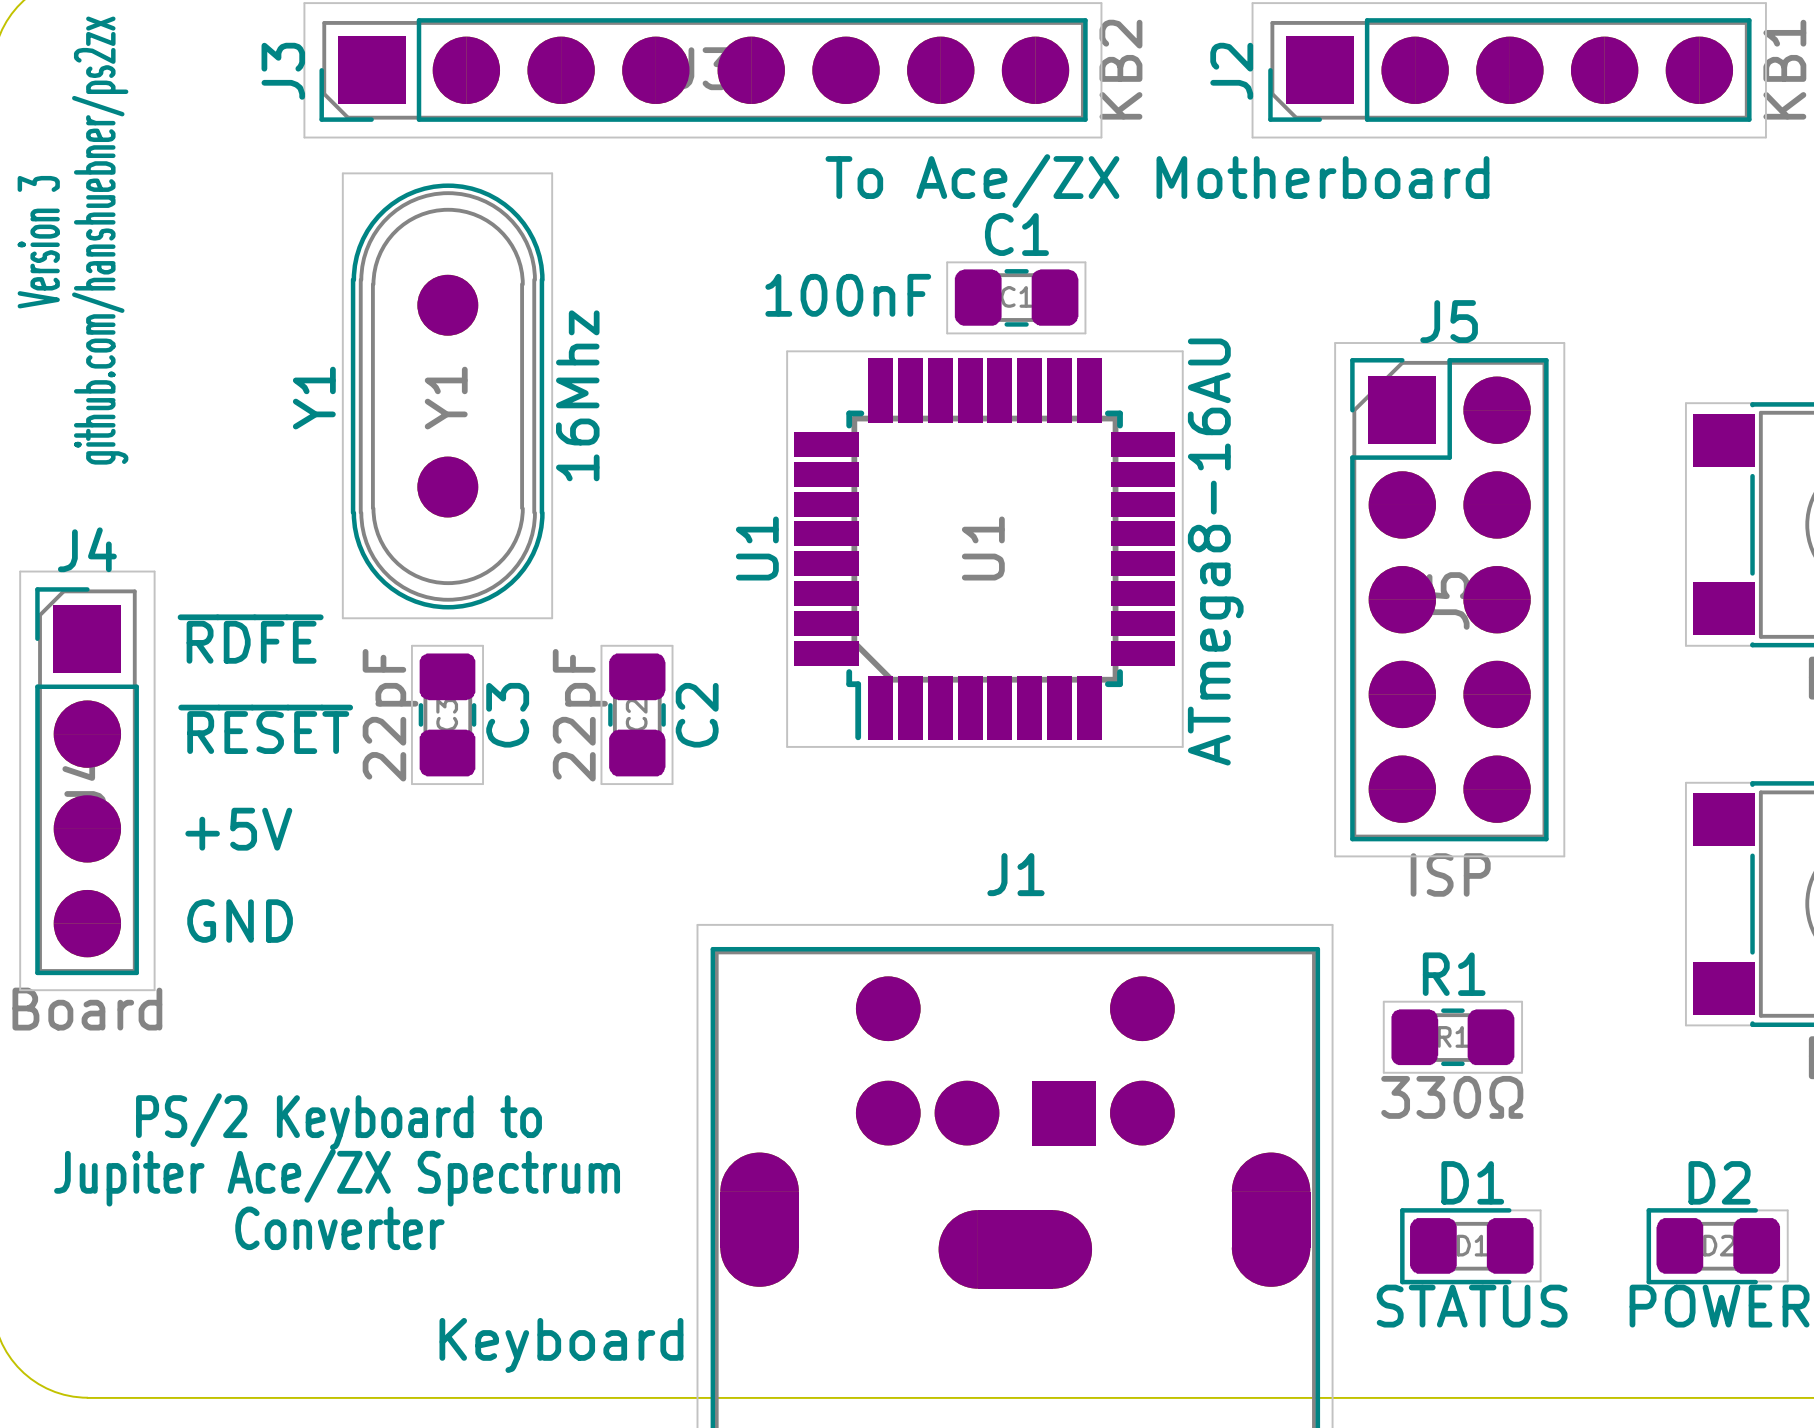 Version 3
github.com/hanshuebner/ps2zx
J3
J3
KB2
J2
KB1
To Ace/ZX Motherboard
C1
100nF
C1
Y1
Y1
16Mhz
U1
U1
ATmega8-16AU
J5
J5
ISP
J4
J4
RDFE
RESET
+5V
GND
Board
22pF
C3
C3
22pF
C2
C2
J1
R1
R1
330Ω
PS/2 Keyboard to
Jupiter Ace/ZX Spectrum
Converter
Keyboard
D1
D1
STATUS
D2
D2
POWER